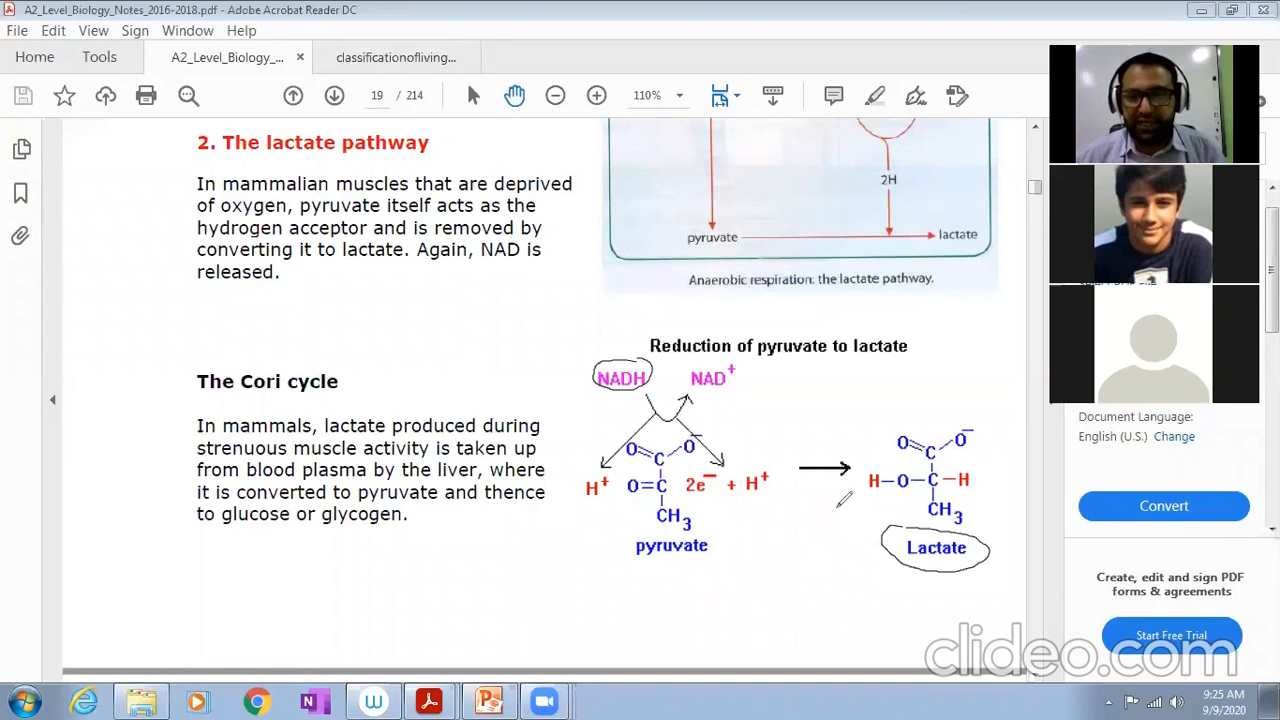 A2_Level_Biology_Notes_2016-2018.pdf - Adobe Acrobat Reader DC
File Edit View Sign Window Help
Home Tools A2_Level_Biology_... × classificationofliving...
19 / 214 110%
2. The lactate pathway
In mammalian muscles that are deprived
of oxygen, pyruvate itself acts as the
hydrogen acceptor and is removed by
converting it to lactate. Again, NAD is
released.
2H
pyruvate lactate
Anaerobic respiration: the lactate pathway.
The Cori cycle
In mammals, lactate produced during
strenuous muscle activity is taken up
from blood plasma by the liver, where
it is converted to pyruvate and thence
to glucose or glycogen.
Reduction of pyruvate to lactate
NADH NAD+
O C O−
H+ O=C 2e− + H+
CH3
pyruvate
O C O−
H–O–C–H
CH3
Lactate
Document Language:
English (U.S.) Change
Convert
Create, edit and sign PDF
forms & agreements
Start Free Trial
clideo.com
9:25 AM
9/9/2020